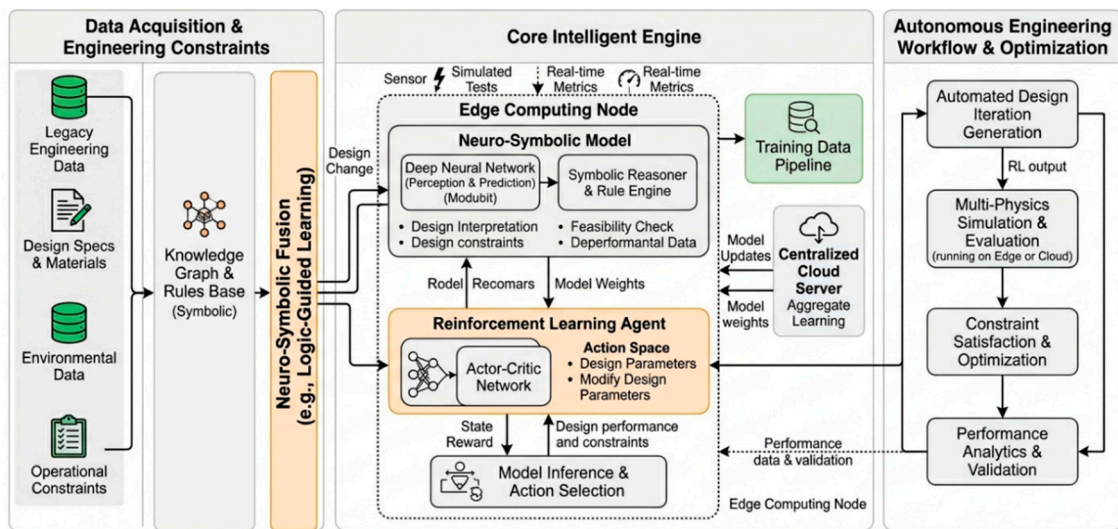 Data Acquisition &
Engineering Constraints
Legacy
Engineering
Data
Design Specs
& Materials
Environmental
Data
Operational
Constraints
Knowledge
Graph &
Rules Base
(Symbolic)
Neuro-Symbolic Fusion
(e.g., Logic-Guided Learning)
Core Intelligent Engine
Sensor
Simulated
Tests
Real-time
Metrics
Real-time
Metrics
Edge Computing Node
Neuro-Symbolic Model
Deep Neural Network
(Perception & Prediction)
(Modubit)
Symbolic Reasoner
& Rule Engine
• Design Interpretation
• Design constraints
• Feasibility Check
• Deperformantal Data
Design
Change
Rodel Recomars
Model Weights
Reinforcement Learning Agent
Actor-Critic
Network
Action Space
• Design Parameters
• Modify Design
Parameters
State
Reward
Design performance
and constraints
Model Inference &
Action Selection
Training Data
Pipeline
Model
Updates
Model
weights
Centralized
Cloud
Server
Aggregate
Learning
Performance
data & validation
Edge Computing Node
Autonomous Engineering
Workflow & Optimization
Automated Design
Iteration
Generation
RL output
Multi-Physics
Simulation &
Evaluation
(running on Edge or Cloud)
Constraint
Satisfaction &
Optimization
Performance
Analytics &
Validation